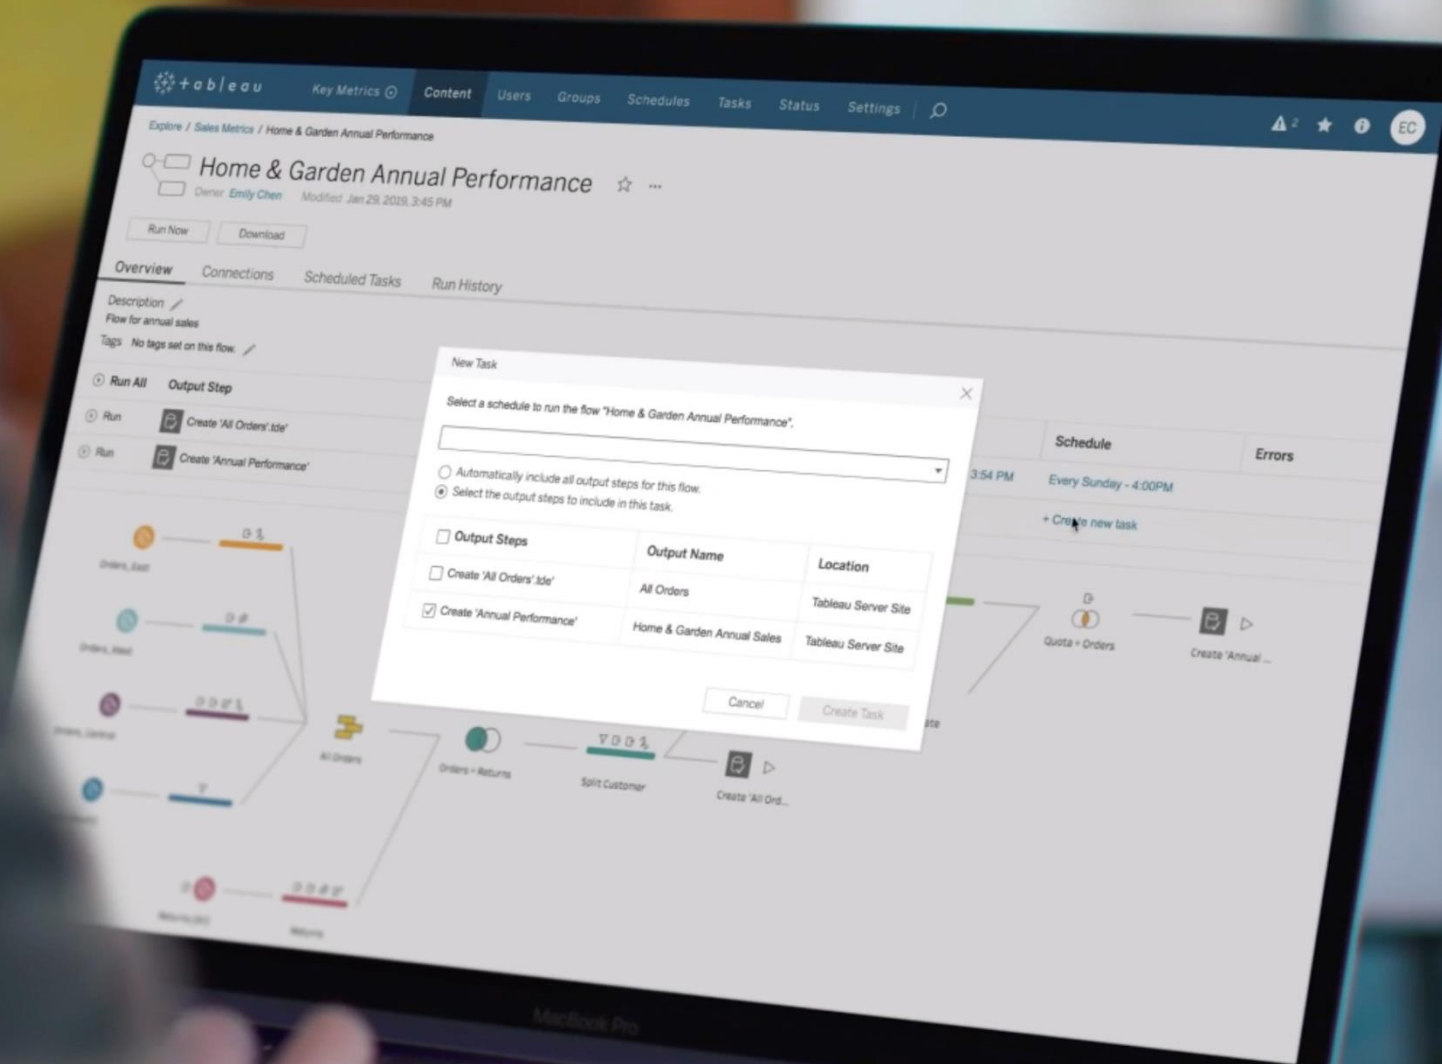 +ableau Key Metrics Content Users Groups Schedules Tasks Status Settings 2 EC
Explore / Sales Metrics / Home & Garden Annual Performance
Home & Garden Annual Performance ...
Owner Emily Chen Modified Jan 29, 2019, 3:45 PM
Run Now Download
Overview Connections Scheduled Tasks Run History
Description
Flow for annual sales
Tags No tags set on this flow.
Run All Output Step Schedule Errors
Run Create 'All Orders'.tde' 3:54 PM Every Sunday - 4:00PM
Run Create 'Annual Performance' + Create new task
New Task
Select a schedule to run the flow "Home & Garden Annual Performance".
Automatically include all output steps for this flow.
Select the output steps to include in this task.
Output Steps Output Name Location
Create 'All Orders'.tde' All Orders Tableau Server Site
Create 'Annual Performance' Home & Garden Annual Sales Tableau Server Site
Cancel Create Task
Orders_East
Orders_West
Orders_Central
All Orders
Orders + Returns
Split Customer
Create 'All Ord...
Quota + Orders
Create 'Annual ...
Returns
MacBook Pro